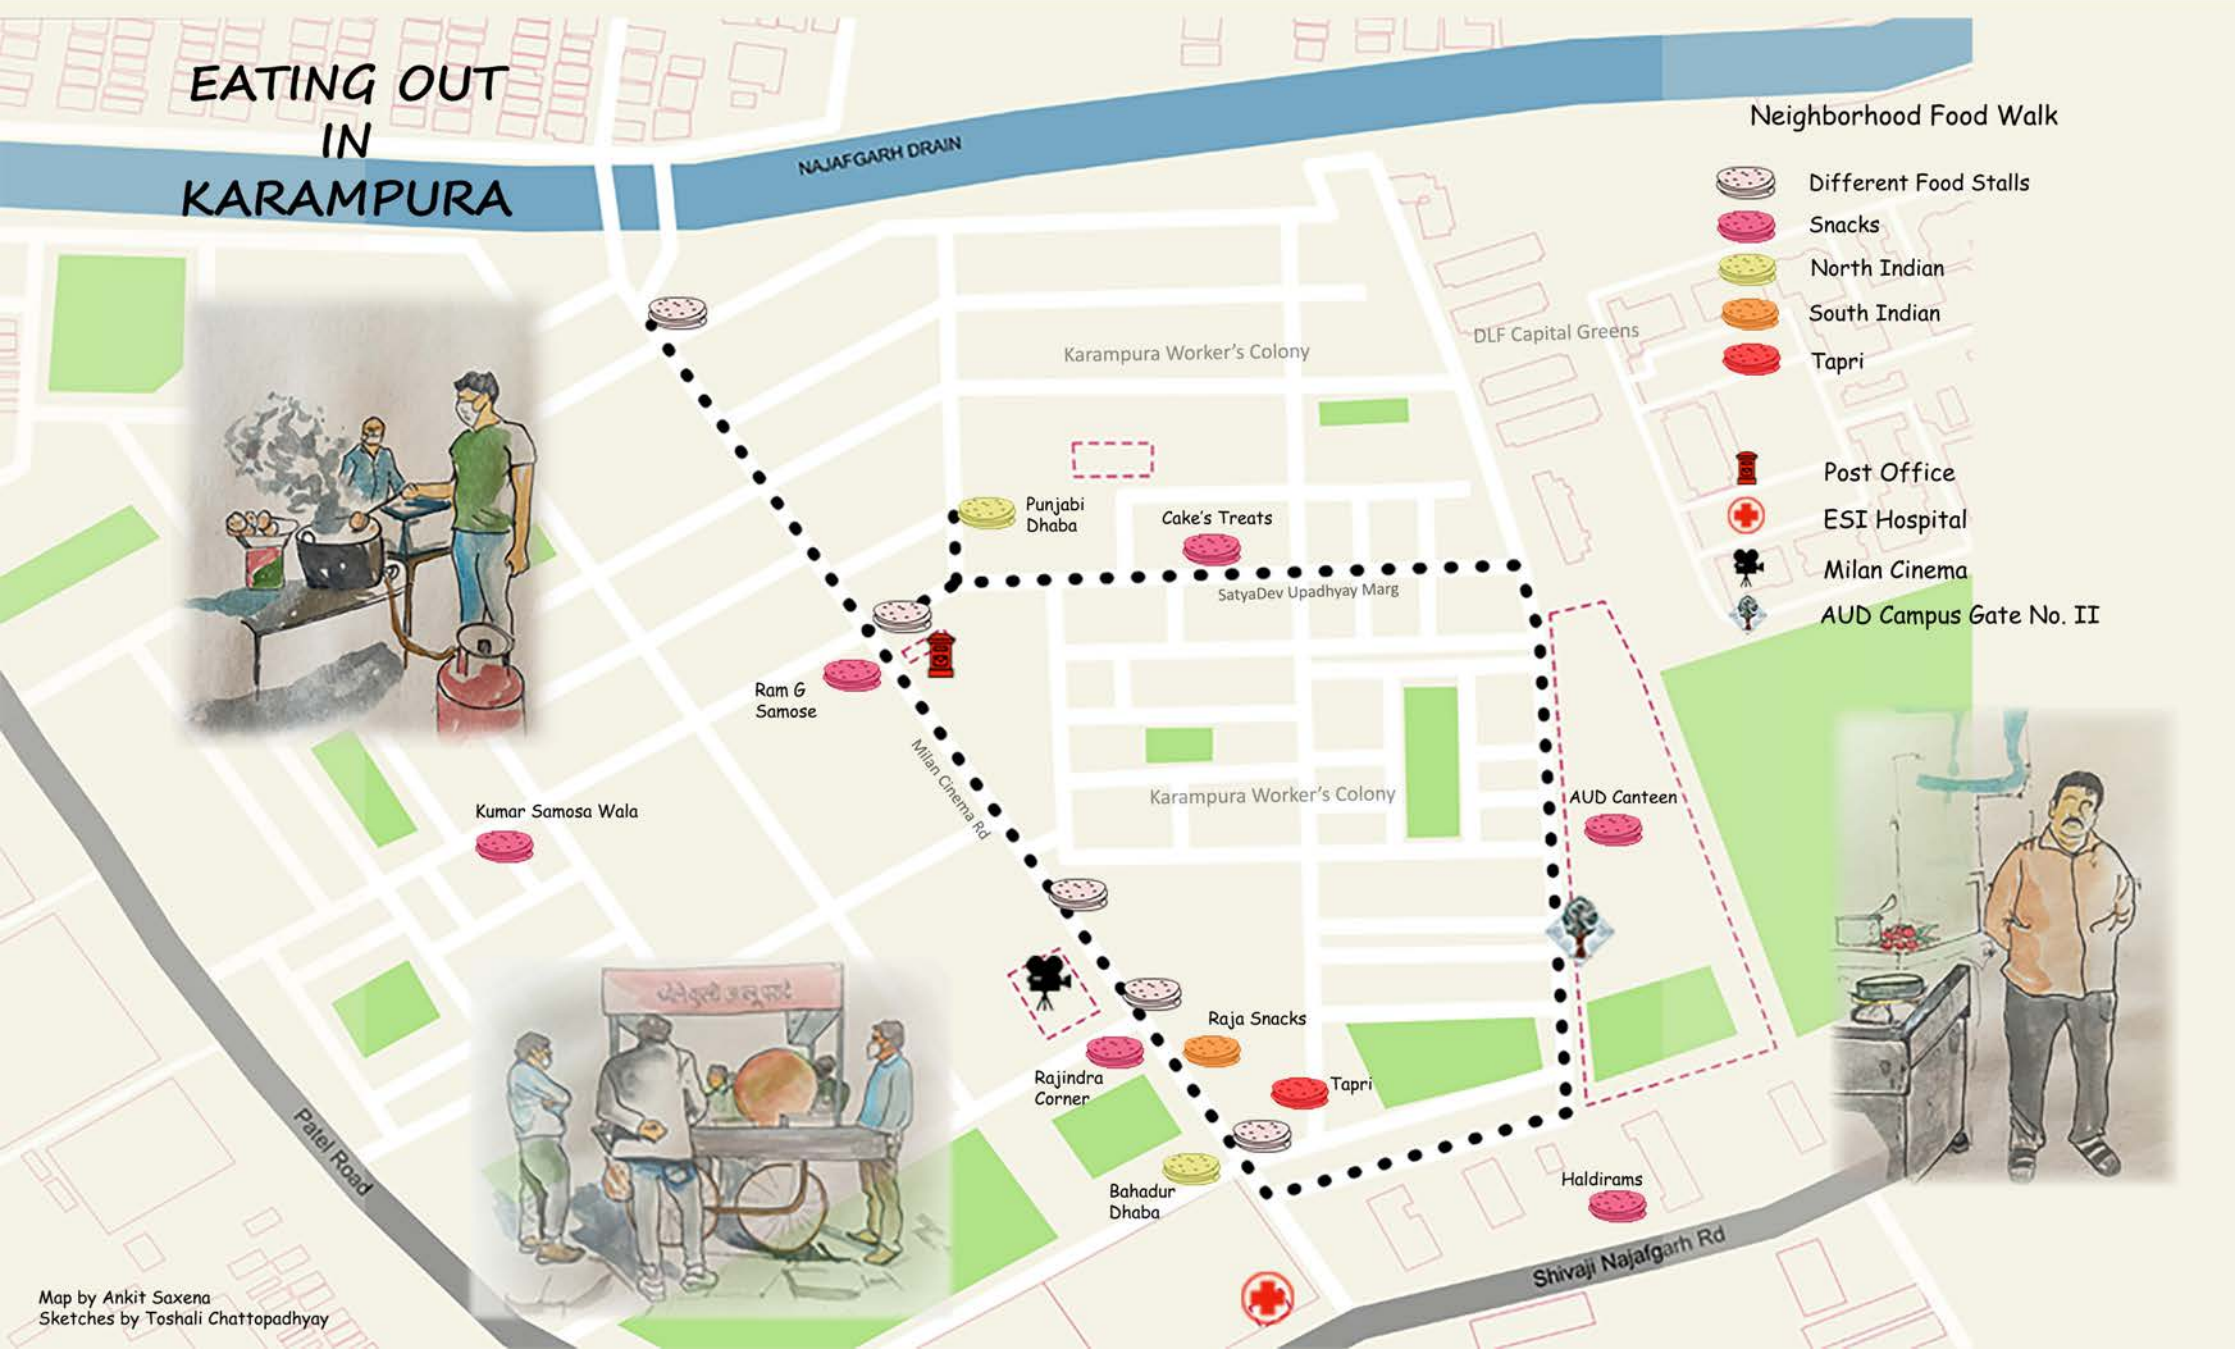 EATING OUT
IN
KARAMPURA
NAJAFGARH DRAIN
Neighborhood Food Walk
Different Food Stalls
Snacks
North Indian
South Indian
Tapri
Post Office
ESI Hospital
Milan Cinema
AUD Campus Gate No. II
Karampura Worker's Colony
DLF Capital Greens
Punjabi
Dhaba
Cake's Treats
SatyaDev Upadhyay Marg
Ram G
Samose
Milan Cinema Rd
Karampura Worker's Colony
AUD Canteen
Kumar Samosa Wala
Raja Snacks
Rajindra
Corner
Tapri
Bahadur
Dhaba
Haldirams
Patel Road
Shivaji Najafgarh Rd
Map by Ankit Saxena
Sketches by Toshali Chattopadhyay